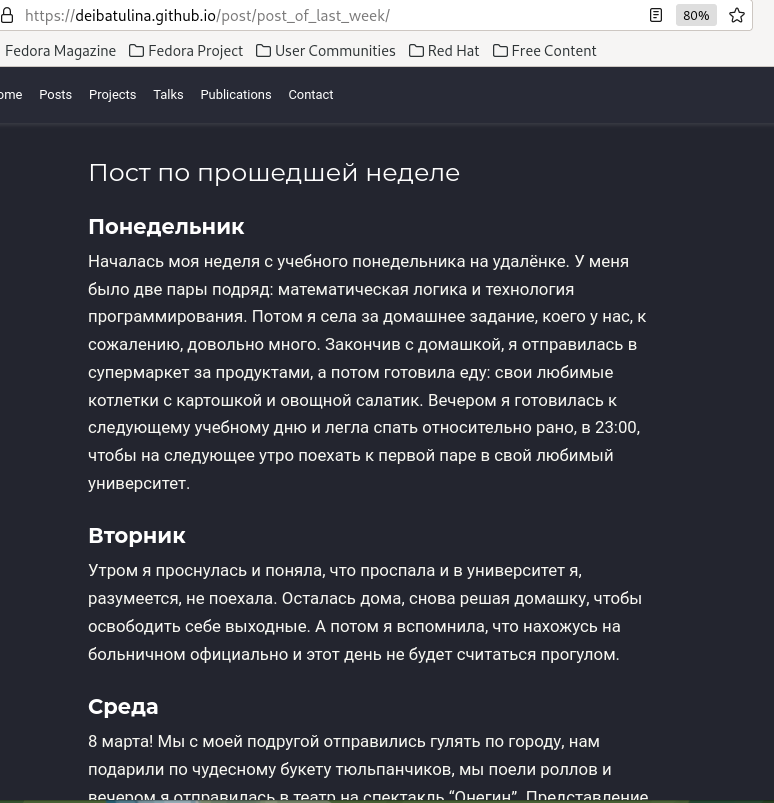 https://deibatulina.github.io/post/post_of_last_week/ 80%
Fedora Magazine Fedora Project User Communities Red Hat Free Content
ome Posts Projects Talks Publications Contact
Пост по прошедшей неделе
Понедельник
Началась моя неделя с учебного понедельника на удалёнке. У меня
было две пары подряд: математическая логика и технология
программирования. Потом я села за домашнее задание, коего у нас, к
сожалению, довольно много. Закончив с домашкой, я отправилась в
супермаркет за продуктами, а потом готовила еду: свои любимые
котлетки с картошкой и овощной салатик. Вечером я готовилась к
следующему учебному дню и легла спать относительно рано, в 23:00,
чтобы на следующее утро поехать к первой паре в свой любимый
университет.
Вторник
Утром я проснулась и поняла, что проспала и в университет я,
разумеется, не поехала. Осталась дома, снова решая домашку, чтобы
освободить себе выходные. А потом я вспомнила, что нахожусь на
больничном официально и этот день не будет считаться прогулом.
Среда
8 марта! Мы с моей подругой отправились гулять по городу, нам
подарили по чудесному букету тюльпанчиков, мы поели роллов и
вечером я отправилась в театр на спектакль “Онегин”. Представление